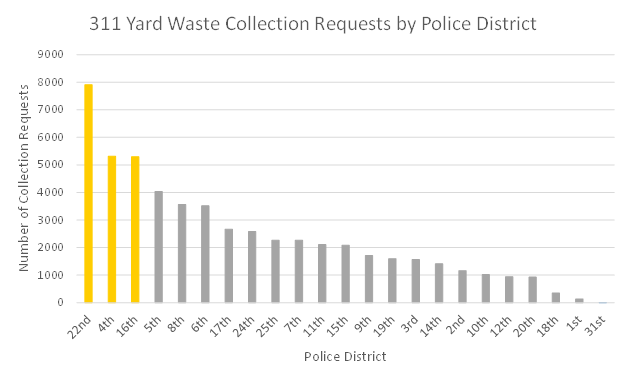 311 Yard Waste Collection Requests by Police District
Number of Collection Requests
9000
8000
7000
6000
5000
4000
3000
2000
1000
0
22nd
4th
16th
5th
8th
6th
17th
24th
25th
7th
11th
15th
9th
19th
3rd
14th
2nd
10th
12th
20th
18th
1st
31st
Police District